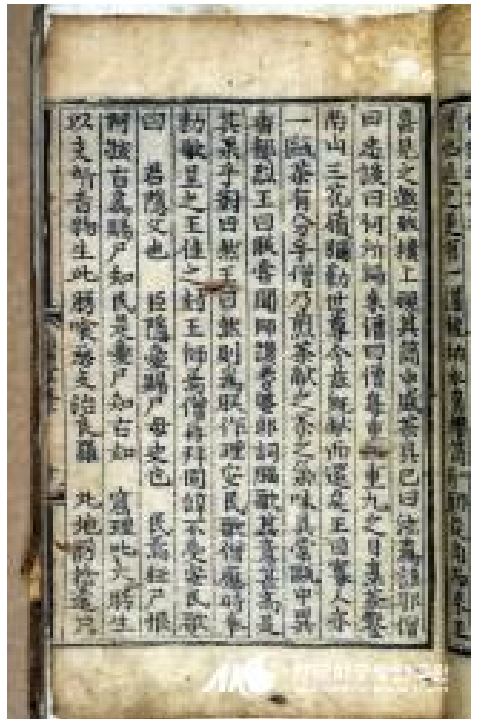 喜見之邀致樓上視其筒中盛茶具已曰汝爲誰耶僧
曰忠談曰何所歸來僧曰僧每重三重九之日烹茶饗
南山三花嶺彌勒世尊今玆旣獻而還矣王曰寡人亦
一甌茶有分乎僧乃煎茶獻之茶之氣味異常甌中異
香郁烈王曰朕嘗聞師讚耆婆郎詞腦歌其意甚高是
其果乎對曰然王曰然則爲朕作理安民歌僧應時奉
勅歌呈之王佳之封王師焉僧再拜固辭不受安民歌
曰 君隱父也 臣隱愛賜尸母史也 民焉狂尸恨
阿孩古爲賜尸知民是愛尸知古如 窟理叱大肹生
以支所音物生此肹喰惡支治良羅 此地肹捨遣只
한국학중앙연구원